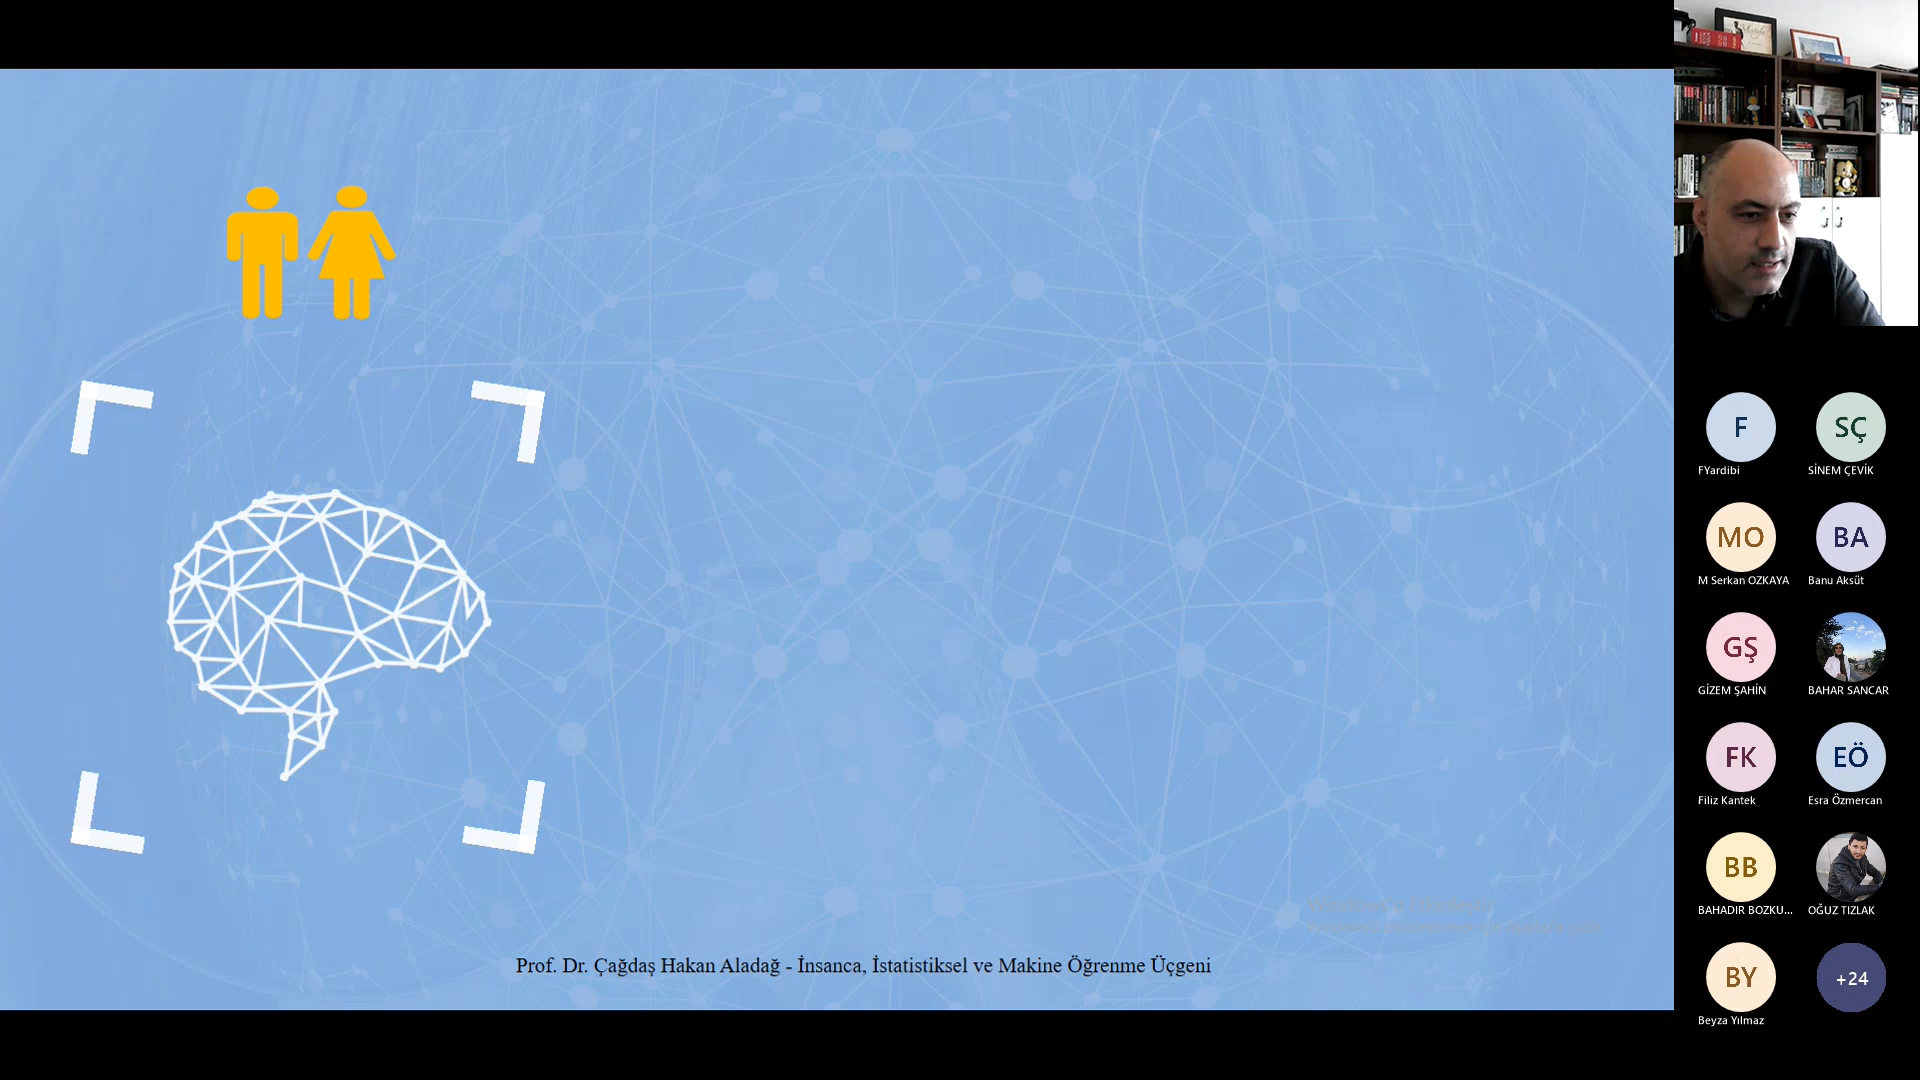 Prof. Dr. Çağdaş Hakan Aladağ - İnsanca, İstatistiksel ve Makine Öğrenme Üçgeni
F
SÇ
FYardibi
SİNEM ÇEVİK
MO
BA
M Serkan OZKAYA
Banu Aksüt
GŞ
GİZEM ŞAHİN
BAHAR SANCAR
FK
EÖ
Filiz Kantek
Esra Özmercan
BB
BAHADIR BOZKU...
OĞUZ TIZLAK
BY
+24
Beyza Yılmaz